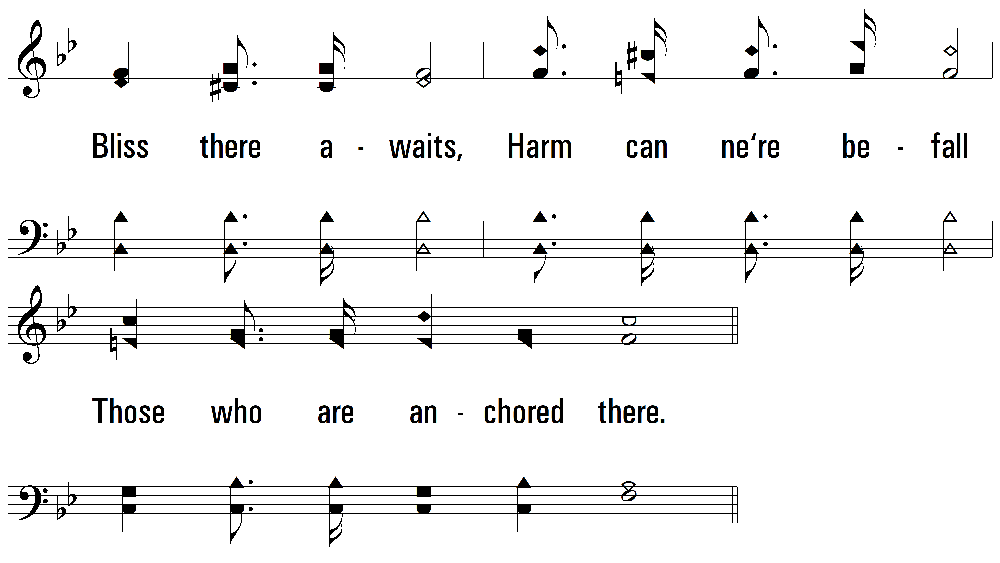 Bliss there a - waits, Harm can ne‘re be - fall
Those who are an - chored there.